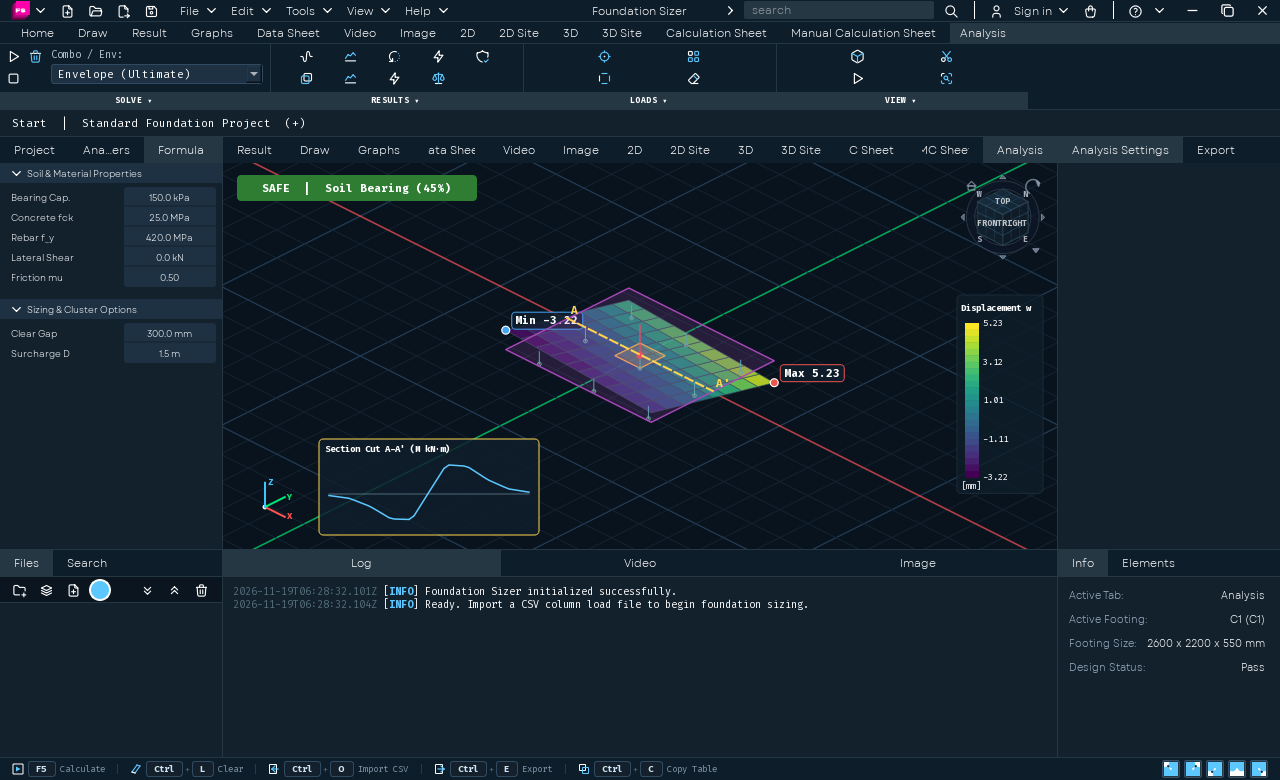 FS File Edit Tools View Help Foundation Sizer search Sign in
Home Draw Result Graphs Data Sheet Video Image 2D 2D Site 3D 3D Site Calculation Sheet Manual Calculation Sheet Analysis
Combo / Env:
Envelope (Ultimate)
SOLVE ▾ RESULTS ▾ LOADS ▾ VIEW ▾
Start | Standard Foundation Project (+)
Project Ana...ers Formula Result Draw Graphs ata Shee Video Image 2D 2D Site 3D 3D Site C Sheet MC Shee Analysis Analysis Settings Export
Soil & Material Properties
Bearing Cap. 150.0 kPa
Concrete fck 25.0 MPa
Rebar f_y 420.0 MPa
Lateral Shear 0.0 kN
Friction mu 0.50
Sizing & Cluster Options
Clear Gap 300.0 mm
Surcharge D 1.5 m
SAFE | Soil Bearing (45%)
W N
TOP
FRONT RIGHT
S E
A
Min -3.22
A'
Max 5.23
Displacement w
5.23
3.12
1.01
-1.11
-3.22
[mm]
Section Cut A-A' (M kN·m)
Z
Y
X
Files Search
Log Video Image
2026-11-19T06:28:32.101Z [INFO] Foundation Sizer initialized successfully.
2026-11-19T06:28:32.104Z [INFO] Ready. Import a CSV column load file to begin foundation sizing.
Info Elements
Active Tab: Analysis
Active Footing: C1 (C1)
Footing Size: 2600 x 2200 x 550 mm
Design Status: Pass
F5 Calculate | Ctrl + L Clear | Ctrl + O Import CSV | Ctrl + E Export | Ctrl + C Copy Table